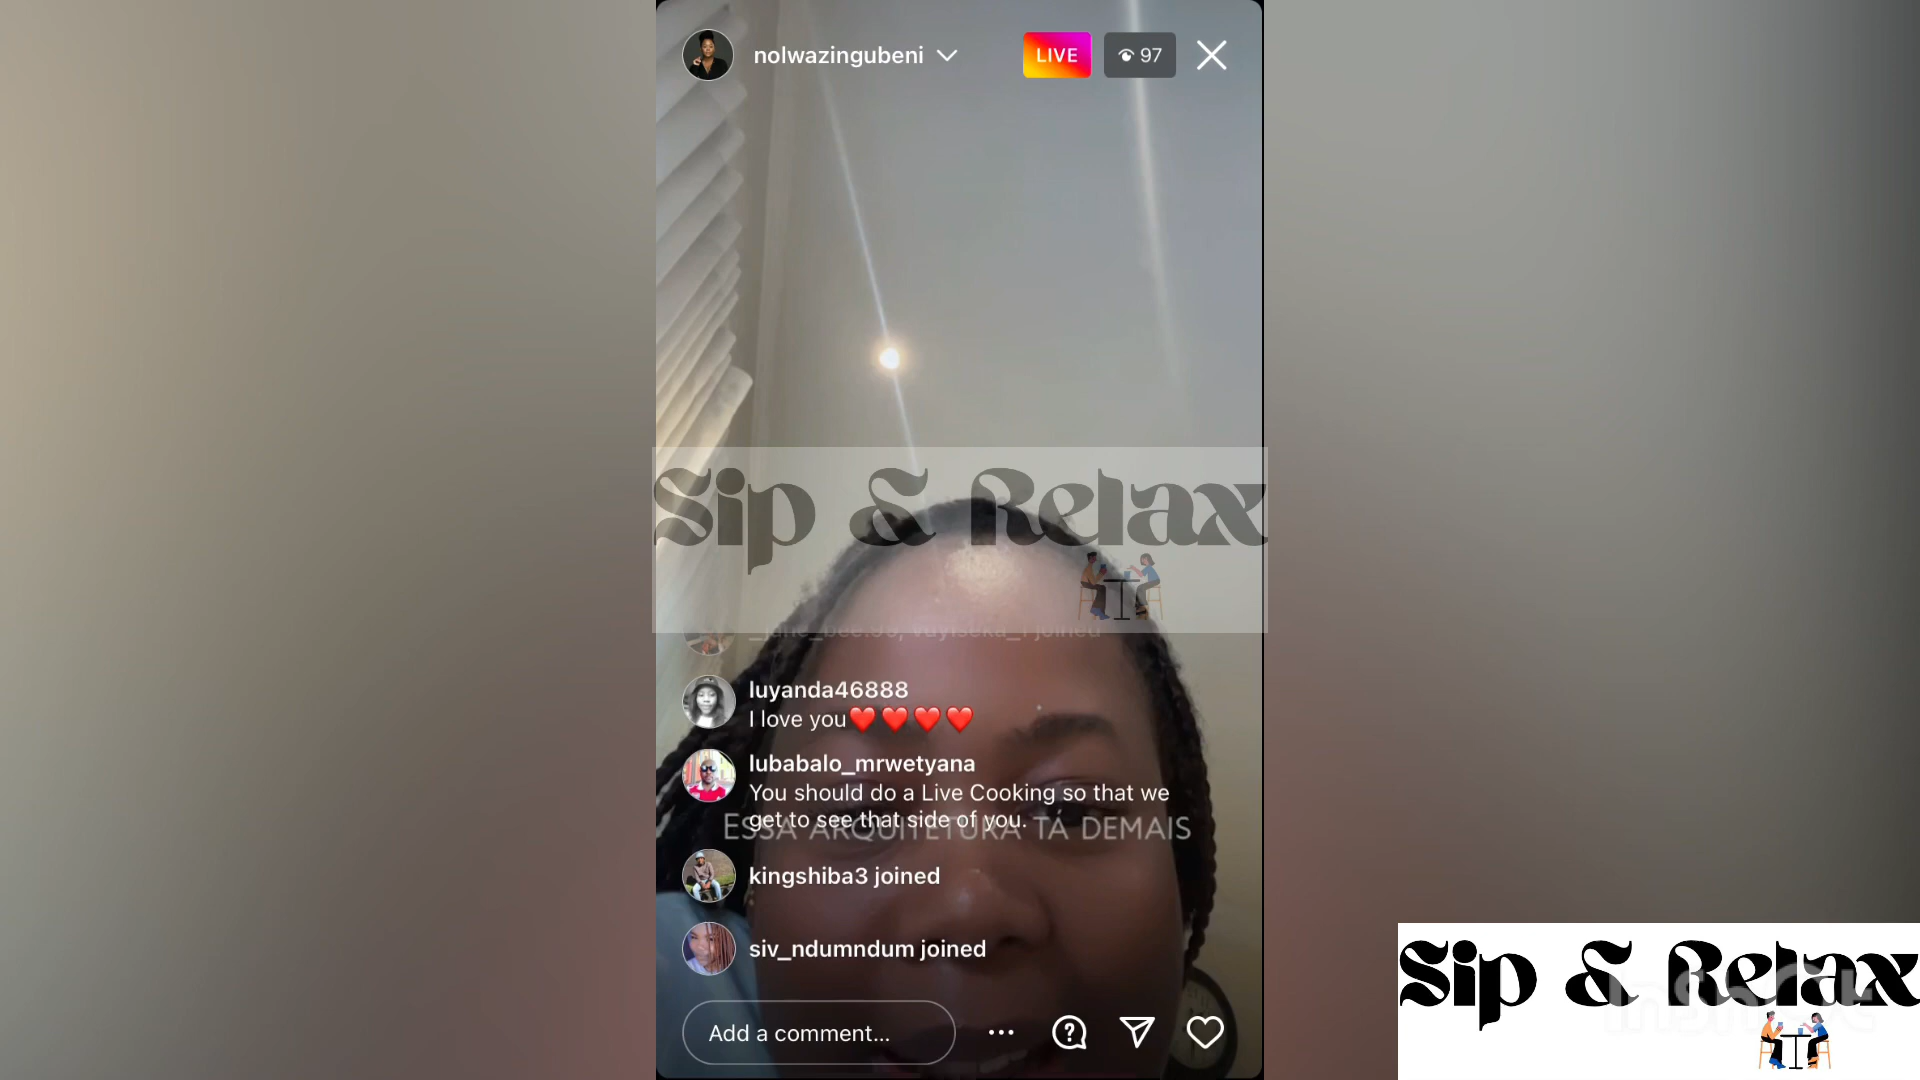 nolwazingubeni
LIVE
97
Sip & Relax
luyanda46888
I love you❤️❤️❤️❤️
lubabalo_mrwetyana
You should do a Live Cooking so that we
get to see that side of you.
ESSA ARQUITETURA TÁ DEMAIS
kingshiba3 joined
siv_ndumndum joined
Add a comment...
Sip & Relax
InShOt